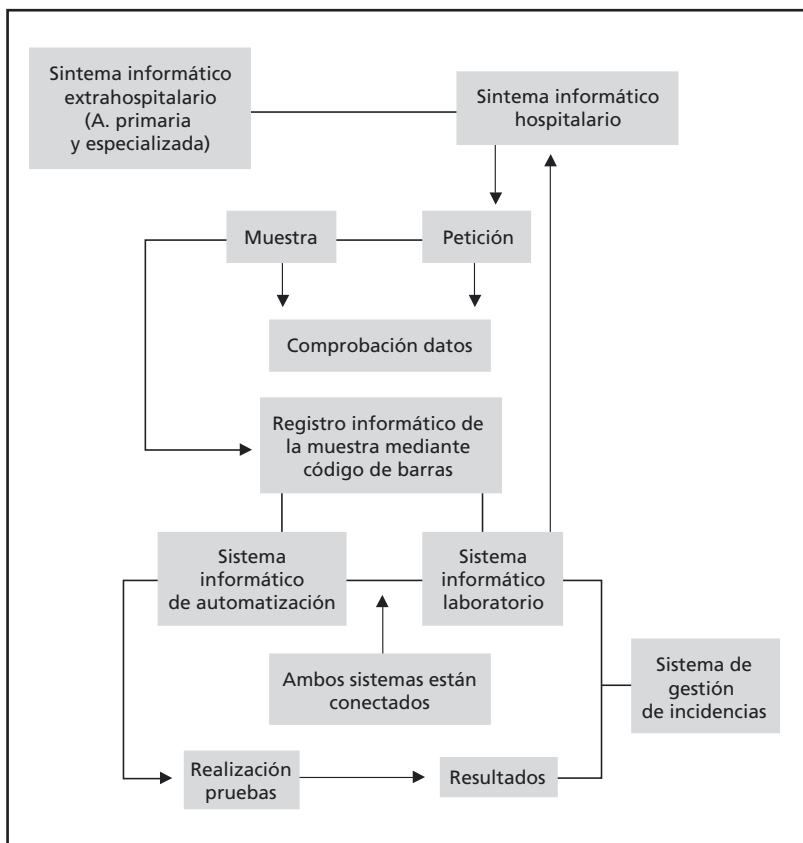 Sintema informático
extrahospitalario
(A. primaria
y especializada)
Sintema informático
hospitalario
Muestra
Petición
Comprobación datos
Registro informático de
la muestra mediante
código de barras
Sistema
informático
de automatización
Sistema
informático
laboratorio
Ambos sistemas están
conectados
Sistema de
gestión
de incidencias
Realización
pruebas
Resultados